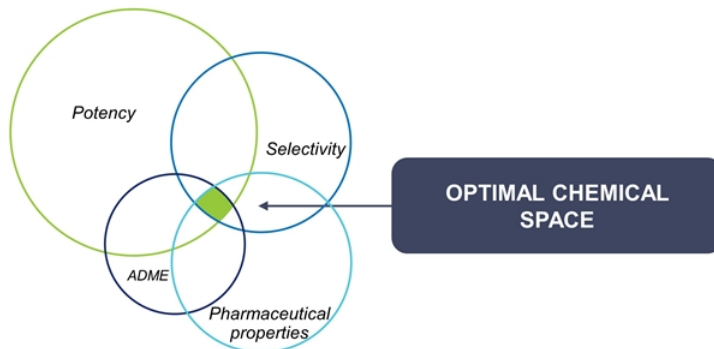 Potency
Selectivity
OPTIMAL CHEMICAL
SPACE
ADME
Pharmaceutical
properties